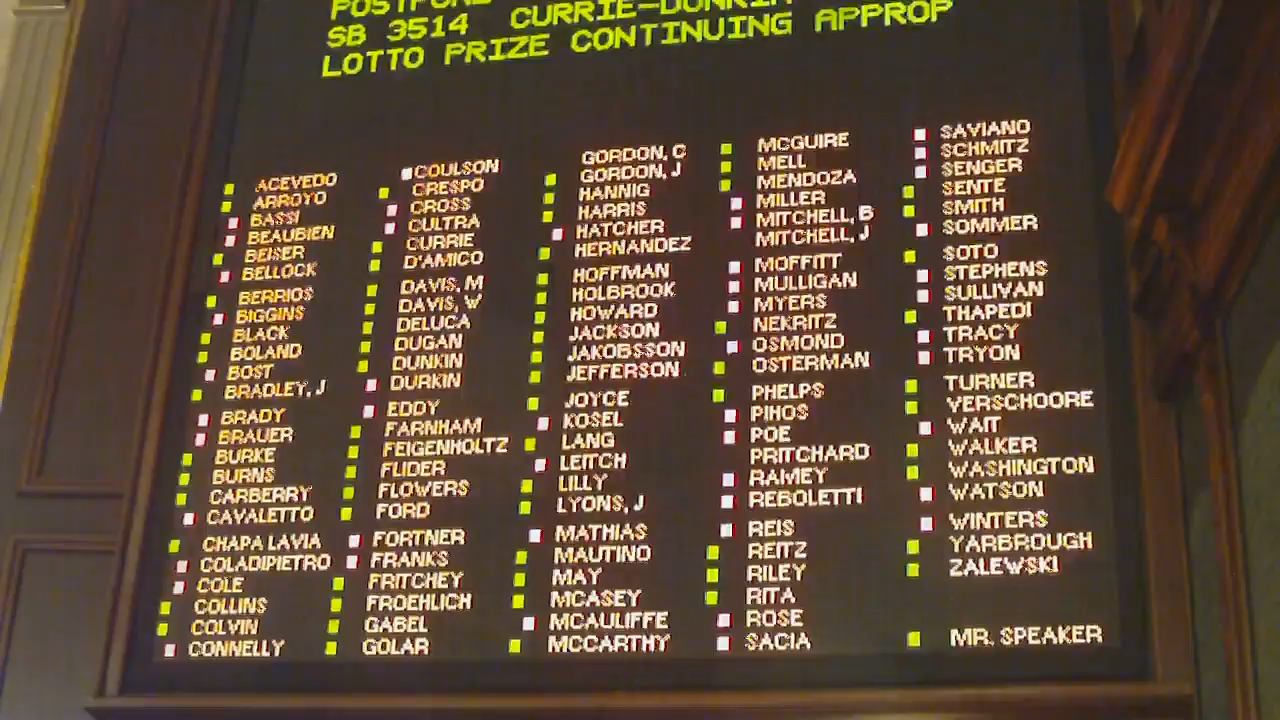 POSTPONE
SB 3514 CURRIE-DUNKIN
LOTTO PRIZE CONTINUING APPROP
ACEVEDO
ARROYO
BASSI
BEAUBIEN
BEISER
BELLOCK
BERRIOS
BIGGINS
BLACK
BOLAND
BOST
BRADLEY, J
BRADY
BRAUER
BURKE
BURNS
CARBERRY
CAVALETTO
CHAPA LAVIA
COLADIPIETRO
COLE
COLLINS
COLVIN
CONNELLY
COULSON
CRESPO
CROSS
CULTRA
CURRIE
D'AMICO
DAVIS, M
DAVIS, W
DELUCA
DUGAN
DUNKIN
DURKIN
EDDY
FARNHAM
FEIGENHOLTZ
FLIDER
FLOWERS
FORD
FORTNER
FRANKS
FRITCHEY
FROEHLICH
GABEL
GOLAR
GORDON, C
GORDON, J
HANNIG
HARRIS
HATCHER
HERNANDEZ
HOFFMAN
HOLBROOK
HOWARD
JACKSON
JAKOBSSON
JEFFERSON
JOYCE
KOSEL
LANG
LEITCH
LILLY
LYONS, J
MATHIAS
MAUTINO
MAY
MCASEY
MCAULIFFE
MCCARTHY
MCGUIRE
MELL
MENDOZA
MILLER
MITCHELL, B
MITCHELL, J
MOFFITT
MULLIGAN
MYERS
NEKRITZ
OSMOND
OSTERMAN
PHELPS
PIHOS
POE
PRITCHARD
RAMEY
REBOLETTI
REIS
REITZ
RILEY
RITA
ROSE
SACIA
SAVIANO
SCHMITZ
SENGER
SENTE
SMITH
SOMMER
SOTO
STEPHENS
SULLIVAN
THAPEDI
TRACY
TRYON
TURNER
VERSCHOORE
WAIT
WALKER
WASHINGTON
WATSON
WINTERS
YARBROUGH
ZALEWSKI
MR. SPEAKER